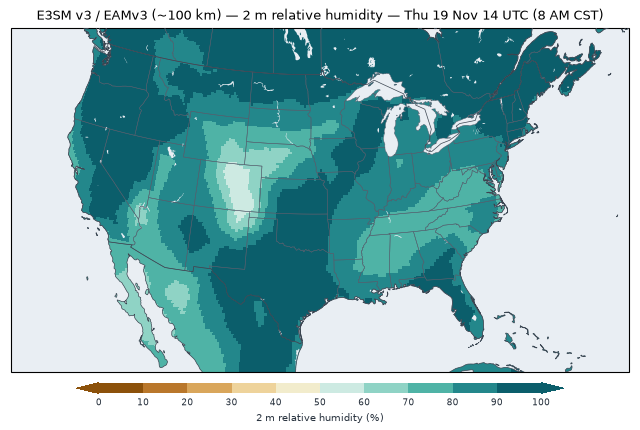 E3SM v3 / EAMv3 (~100 km) — 2 m relative humidity — Thu 19 Nov 14 UTC (8 AM CST)
0 10 20 30 40 50 60 70 80 90 100
2 m relative humidity (%)